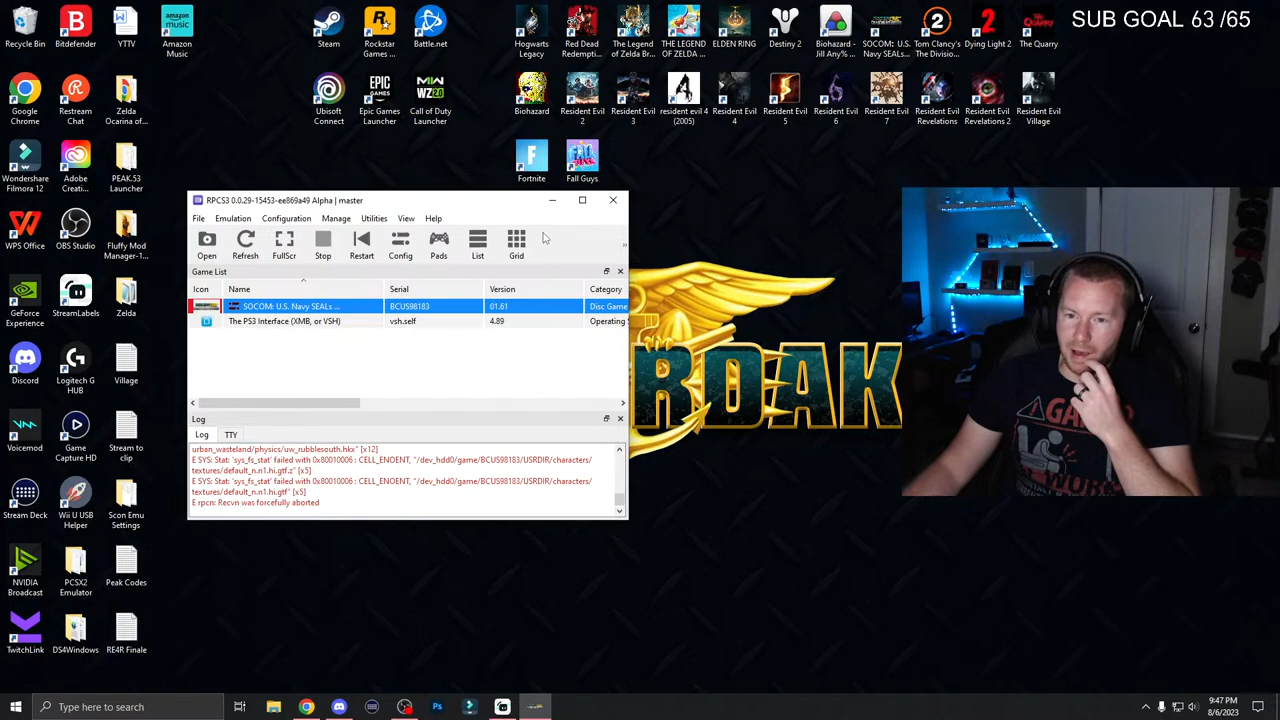 SUB GOAL 63 /65
Recycle Bin
Bitdefender
YTTV
Amazon
Music
Steam
Rockstar
Games ...
Battle.net
Hogwarts
Legacy
Red Dead
Redempti...
The Legend
of Zelda Br...
THE LEGEND
OF ZELDA ...
ELDEN RING
Destiny 2
Biohazard -
Jill Any% ...
SOCOM: U.S.
Navy SEALs...
Tom Clancy's
The Divisio...
Dying Light 2
The Quarry
Google
Chrome
Restream
Chat
Zelda
Ocarina of...
Ubisoft
Connect
Epic Games
Launcher
Call of Duty
Launcher
Biohazard
Resident Evil
2
Resident Evil
3
resident evil 4
(2005)
Resident Evil
4
Resident Evil
5
Resident Evil
6
Resident Evil
7
Resident Evil
Revelations
Resident Evil
Revelations 2
Resident Evil
Village
Wondershare
Filmora 12
Adobe
Creati...
PEAK.53
Launcher
Fortnite
Fall Guys
WPS Office
OBS Studio
Fluffy Mod
Manager-1...
GeForce
Experience
StreamLabels
Zelda
Discord
Logitech G
HUB
Village
Voicemod
Game
Capture HD
Stream to
clip
Stream Deck
Wii U USB
Helper
Scon Emu
Settings
NVIDIA
Broadcast
PCSX2
Emulator
Peak Codes
TwitchLink
DS4Windows
RE4R Finale
RPCS3 0.0.29-15453-ee869a49 Alpha | master
File Emulation Configuration Manage Utilities View Help
Open Refresh FullScr Stop Restart Config Pads List Grid
Game List
Icon Name Serial Version Category
SOCOM: U.S. Navy SEALs ... BCUS98183 01.61 Disc Game
The PS3 Interface (XMB, or VSH) vsh.self 4.89 Operating
Log
Log TTY
urban_wasteland/physics/uw_rubblesouth.hkx" [x12]
E SYS: Stat: 'sys_fs_stat' failed with 0x80010006 : CELL_ENOENT, "/dev_hdd0/game/BCUS98183/USRDIR/characters/
textures/default_n.n1.hi.gtf.z" [x5]
E SYS: Stat: 'sys_fs_stat' failed with 0x80010006 : CELL_ENOENT, "/dev_hdd0/game/BCUS98183/USRDIR/characters/
textures/default_n.n1.hi.gtf" [x5]
E rpcn: Recvn was forcefully aborted
RDAK
Type here to search
9:47 PM
8/6/2023